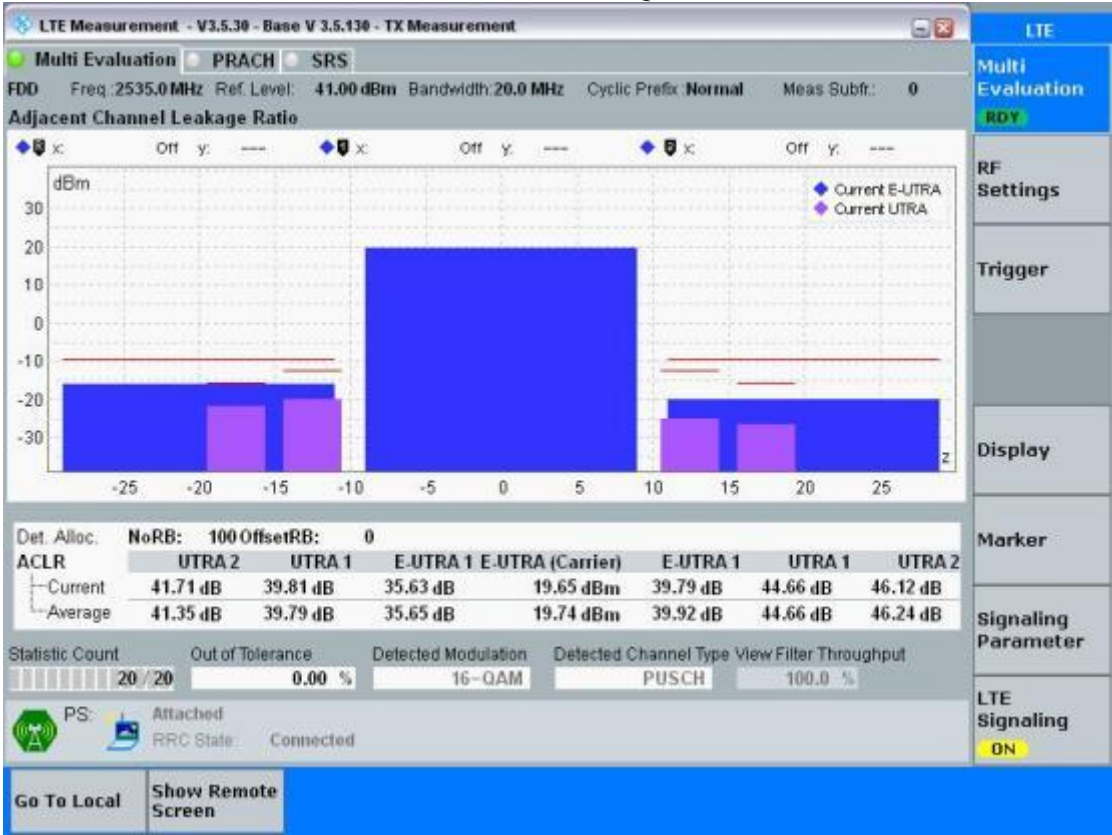 LTE Measurement - V3.5.30 - Base V 3.5.130 - TX Measurement
LTE
Multi Evaluation PRACH SRS
Multi Evaluation
RDY
FDD Freq.:2535.0 MHz Ref. Level: 41.00 dBm Bandwidth:20.0 MHz Cyclic Prefix:Normal Meas Subfr.: 0
Adjacent Channel Leakage Ratio
x: Off y: --- x: Off y: --- x: Off y: ---
dBm
Current E-UTRA
Current UTRA
RF
Settings
30
20
10
0
-10
-20
-30
Trigger
Display
z
-25 -20 -15 -10 -5 0 5 10 15 20 25
Det. Alloc. NoRB: 100 OffsetRB: 0
Marker
ACLR UTRA 2 UTRA 1 E-UTRA 1 E-UTRA (Carrier) E-UTRA 1 UTRA 1 UTRA 2
Current 41.71 dB 39.81 dB 35.63 dB 19.65 dBm 39.79 dB 44.66 dB 46.12 dB
Average 41.35 dB 39.79 dB 35.65 dB 19.74 dBm 39.92 dB 44.66 dB 46.24 dB
Signaling
Parameter
Statistic Count Out of Tolerance Detected Modulation Detected Channel Type View Filter Throughput
20 / 20 0.00 % 16-QAM PUSCH 100.0 %
PS: Attached
RRC State: Connected
LTE
Signaling
ON
Go To Local
Show Remote
Screen